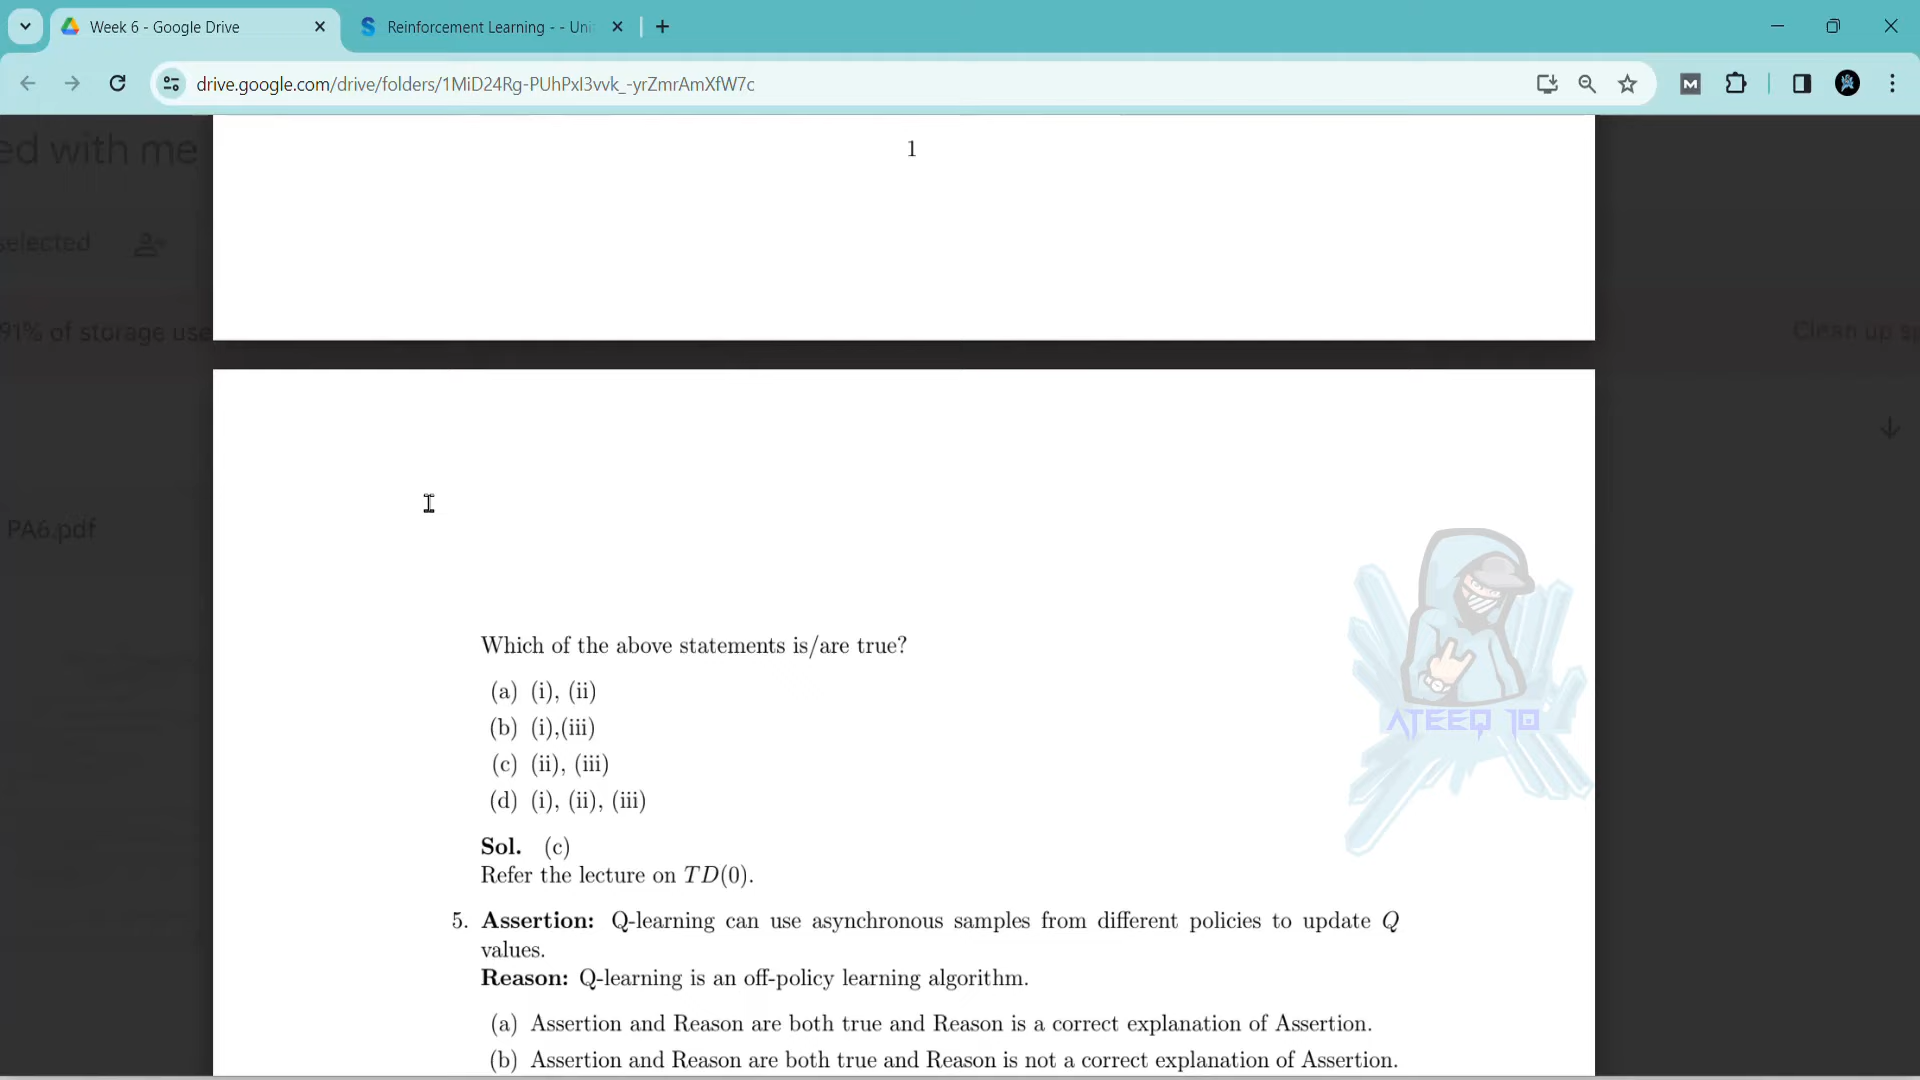 Week 6 - Google Drive
Reinforcement Learning - - Uni
drive.google.com/drive/folders/1MiD24Rg-PUhPxI3vvk_-yrZmrAmXfW7c
M
ed with me
1
selected
91% of storage use
Clean up sp
PA6.pdf
Which of the above statements is/are true?
(a) (i), (ii)
(b) (i),(iii)
(c) (ii), (iii)
(d) (i), (ii), (iii)
ATEEQ 10
Sol. (c)
Refer the lecture on TD(0).
5. Assertion: Q-learning can use asynchronous samples from different policies to update Q
values.
Reason: Q-learning is an off-policy learning algorithm.
(a) Assertion and Reason are both true and Reason is a correct explanation of Assertion.
(b) Assertion and Reason are both true and Reason is not a correct explanation of Assertion.